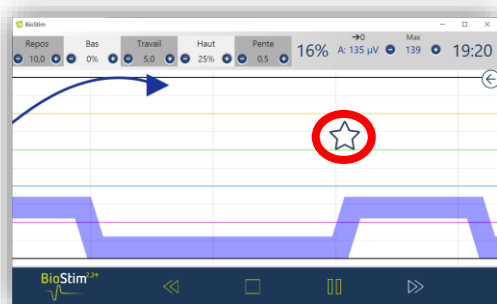 BioStim
Repos Bas Travail Haut Pente
10,0 0% 5,0 25% 0,5
16%
→0
A: 135 µV
Max
139
19:20
BioStim 2.2+